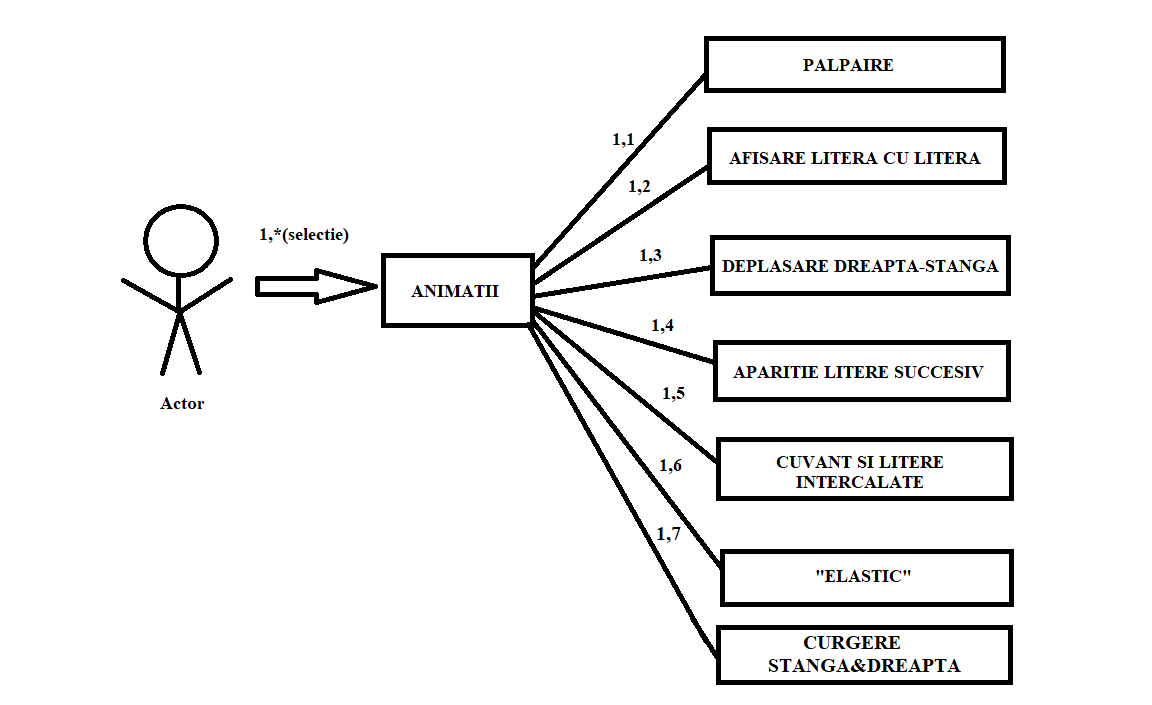 PALPAIRE
1,1
AFISARE LITERA CU LITERA
1,2
1,*(selectie)
1,3
DEPLASARE DREAPTA-STANGA
ANIMATII
1,4
APARITIE LITERE SUCCESIV
Actor
1,5
CUVANT SI LITERE
INTERCALATE
1,6
1,7
"ELASTIC"
CURGERE
STANGA&DREAPTA